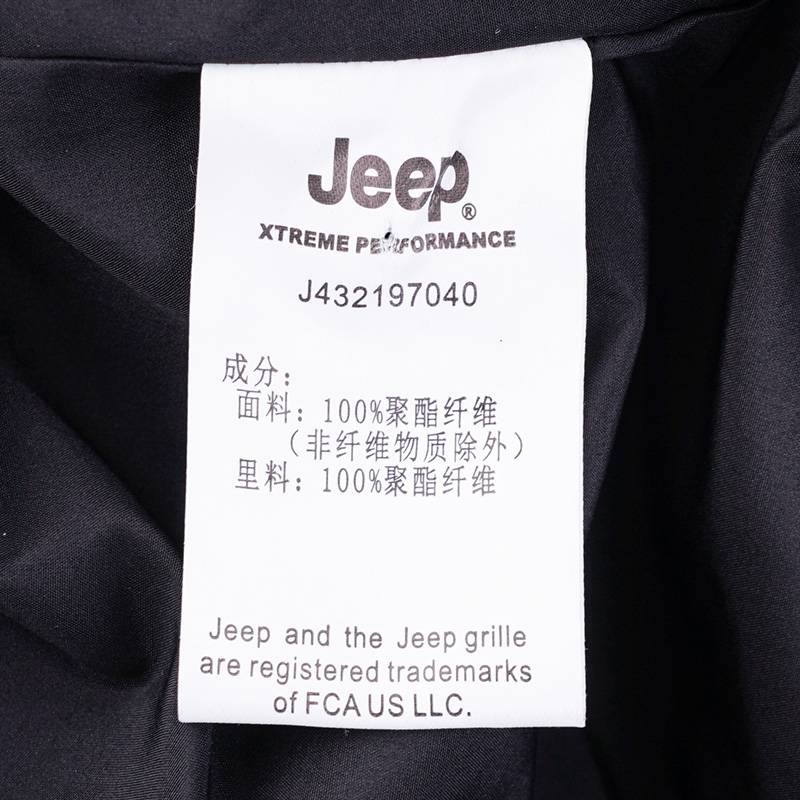 Jeep®
XTREME PERFORMANCE
J432197040
成分：
面料：100%聚酯纤维
（非纤维物质除外）
里料：100%聚酯纤维
Jeep and the Jeep grille
are registered trademarks
of FCA US LLC.